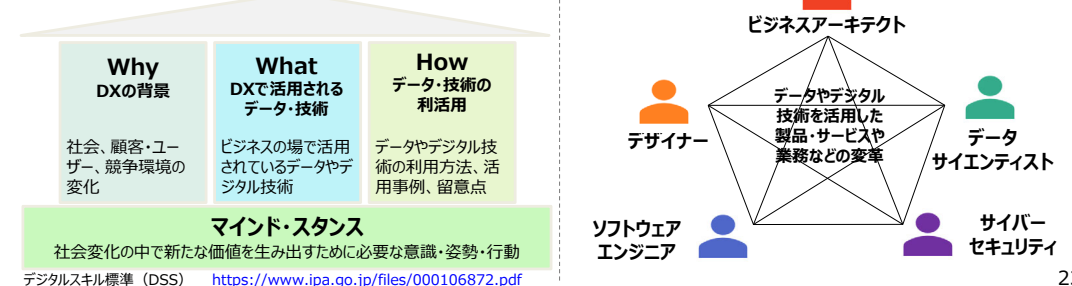 Why
DXの背景
社会、顧客・ユー
ザー、競争環境の
変化
What
DXで活用される
データ・技術
ビジネスの場で活用
されているデータやデ
ジタル技術
How
データ・技術の
利活用
データやデジタル技
術の利用方法、活
用事例、留意点
マインド・スタンス
社会変化の中で新たな価値を生み出すために必要な意識・姿勢・行動
デジタルスキル標準（DSS） https://www.ipa.go.jp/files/000106872.pdf
ビジネスアーキテクト
データやデジタル
技術を活用した
製品・サービスや
業務などの変革
デザイナー
データ
サイエンティスト
ソフトウェア
エンジニア
サイバー
セキュリティ